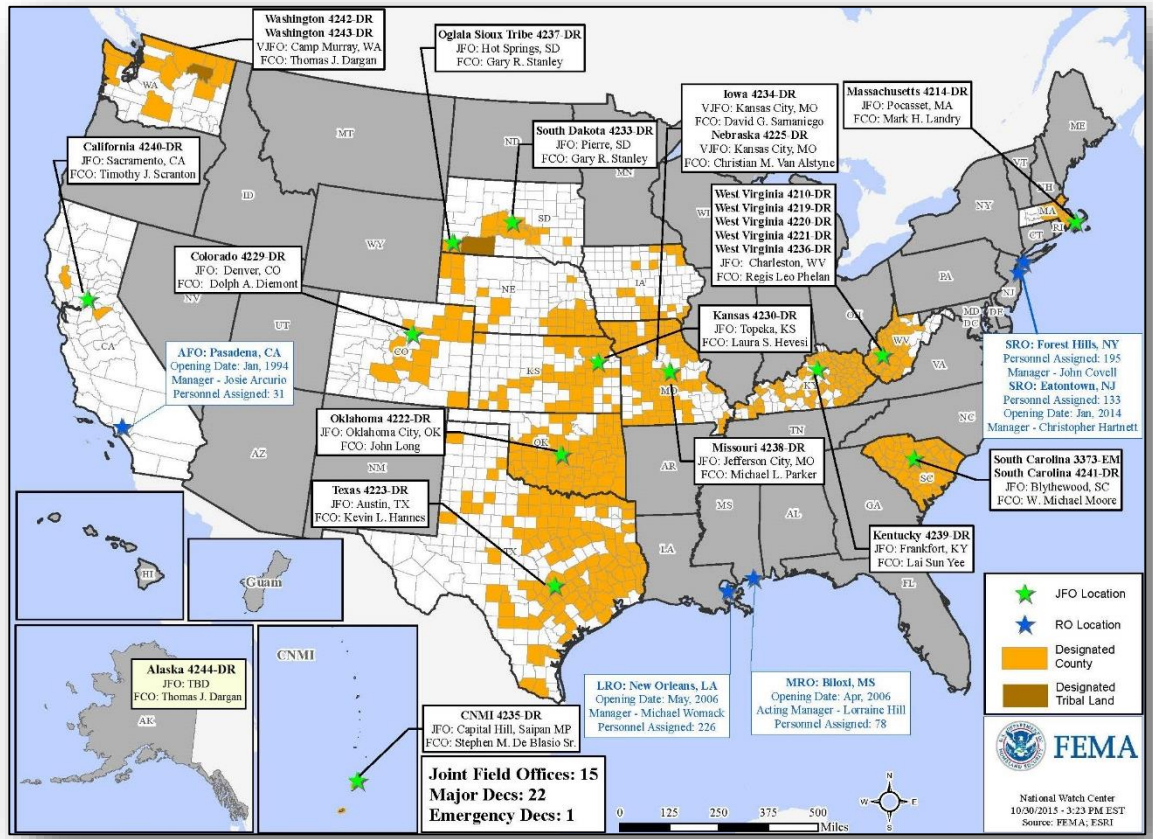 Washington 4242-DR
Washington 4243-DR
VJFO: Camp Murray, WA
FCO: Thomas J. Dargan
Oglala Sioux Tribe 4237-DR
JFO: Hot Springs, SD
FCO: Gary R. Stanley
Iowa 4234-DR
VJFO: Kansas City, MO
FCO: David G. Samaniego
Nebraska 4225-DR
VJFO: Kansas City, MO
FCO: Christian M. Van Alstyne
Massachusetts 4214-DR
JFO: Pocasset, MA
FCO: Mark H. Landry
South Dakota 4233-DR
JFO: Pierre, SD
FCO: Gary R. Stanley
California 4240-DR
JFO: Sacramento, CA
FCO: Timothy J. Scranton
West Virginia 4210-DR
West Virginia 4219-DR
West Virginia 4220-DR
West Virginia 4221-DR
West Virginia 4236-DR
JFO: Charleston, WV
FCO: Regis Leo Phelan
Colorado 4229-DR
JFO: Denver, CO
FCO: Dolph A. Diemont
Kansas 4230-DR
JFO: Topeka, KS
FCO: Laura S. Hevesi
AFO: Pasadena, CA
Opening Date: Jan, 1994
Manager - Josie Arcurio
Personnel Assigned: 31
SRO: Forest Hills, NY
Personnel Assigned: 195
Manager - John Covell
SRO: Eatontown, NJ
Personnel Assigned: 133
Opening Date: Jan, 2014
Manager - Christopher Hartnett
Oklahoma 4222-DR
JFO: Oklahoma City, OK
FCO: John Long
Missouri 4238-DR
JFO: Jefferson City, MO
FCO: Michael L. Parker
South Carolina 3373-EM
South Carolina 4241-DR
JFO: Blythewood, SC
FCO: W. Michael Moore
Texas 4223-DR
JFO: Austin, TX
FCO: Kevin L. Hannes
Kentucky 4239-DR
JFO: Frankfort, KY
FCO: Lai Sun Yee
WA
MT
ND
MN
ME
VT
NH
ID
SD
WI
NY
MA
RI
CT
WY
IA
PA
NJ
NE
OH
MD
DE
DC
NV
UT
CO
KS
MO
KY
WV
VA
CA
AZ
NM
OK
AR
TN
NC
SC
TX
LA
MS
AL
GA
FL
HI
Guam
AK
CNMI
Alaska 4244-DR
JFO: TBD
FCO: Thomas J. Dargan
CNMI 4235-DR
JFO: Capital Hill, Saipan MP
FCO: Stephen M. De Blasio Sr.
LRO: New Orleans, LA
Opening Date: May, 2006
Manager - Michael Womack
Personnel Assigned: 226
MRO: Biloxi, MS
Opening Date: Apr, 2006
Acting Manager - Lorraine Hill
Personnel Assigned: 78
Joint Field Offices: 15
Major Decs: 22
Emergency Decs: 1
0 125 250 500
Miles
N
W E
S
JFO Location
RO Location
Designated
County
Designated
Tribal Land
FEMA
National Watch Center
10/30/2015 - 3:23 PM EST
Source: FEMA; ESRI